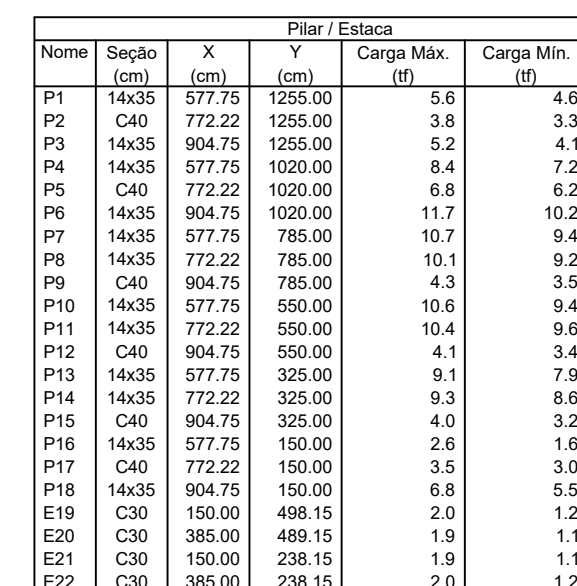 Pilar / Estaca
Nome Seção X Y Carga Máx. Carga Mín.
(cm) (cm) (cm) (tf) (tf)
P1 14x35 577.75 1255.00 5.6 4.6
P2 C40 772.22 1255.00 3.8 3.3
P3 14x35 904.75 1255.00 5.2 4.1
P4 14x35 577.75 1020.00 8.4 7.2
P5 C40 772.22 1020.00 6.8 6.2
P6 14x35 904.75 1020.00 11.7 10.2
P7 14x35 577.75 785.00 10.7 9.4
P8 14x35 772.22 785.00 10.1 9.2
P9 C40 904.75 785.00 4.3 3.5
P10 14x35 577.75 550.00 10.6 9.4
P11 14x35 772.22 550.00 10.4 9.6
P12 C40 904.75 550.00 4.1 3.4
P13 14x35 577.75 325.00 9.1 7.9
P14 14x35 772.22 325.00 9.3 8.6
P15 C40 904.75 325.00 4.0 3.2
P16 14x35 577.75 150.00 2.6 1.6
P17 C40 772.22 150.00 3.5 3.0
P18 14x35 904.75 150.00 6.8 5.5
E19 C30 150.00 498.15 2.0 1.2
E20 C30 385.00 489.15 1.9 1.1
E21 C30 150.00 238.15 1.9 1.1
E22 C30 385.00 238.15 2.0 1.2